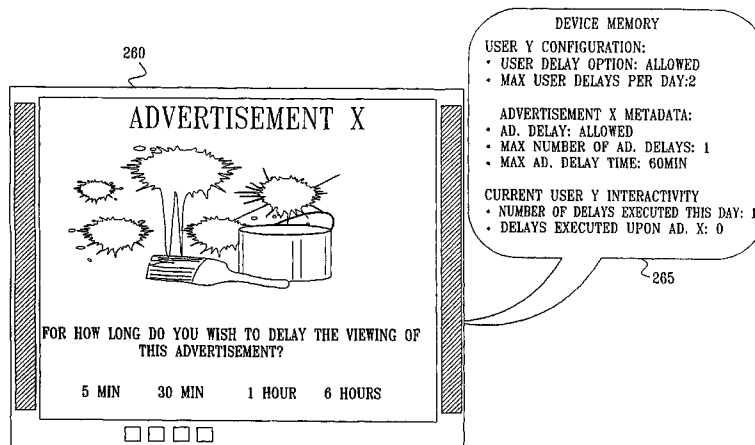 260
ADVERTISEMENT X
FOR HOW LONG DO YOU WISH TO DELAY THE VIEWING OF
THIS ADVERTISEMENT?
5 MIN 30 MIN 1 HOUR 6 HOURS
DEVICE MEMORY
USER Y CONFIGURATION:
• USER DELAY OPTION: ALLOWED
• MAX USER DELAYS PER DAY:2
ADVERTISEMENT X METADATA:
• AD. DELAY: ALLOWED
• MAX NUMBER OF AD. DELAYS: 1
• MAX AD. DELAY TIME: 60MIN
CURRENT USER Y INTERACTIVITY
• NUMBER OF DELAYS EXECUTED THIS DAY: 1
• DELAYS EXECUTED UPON AD. X: 0
265